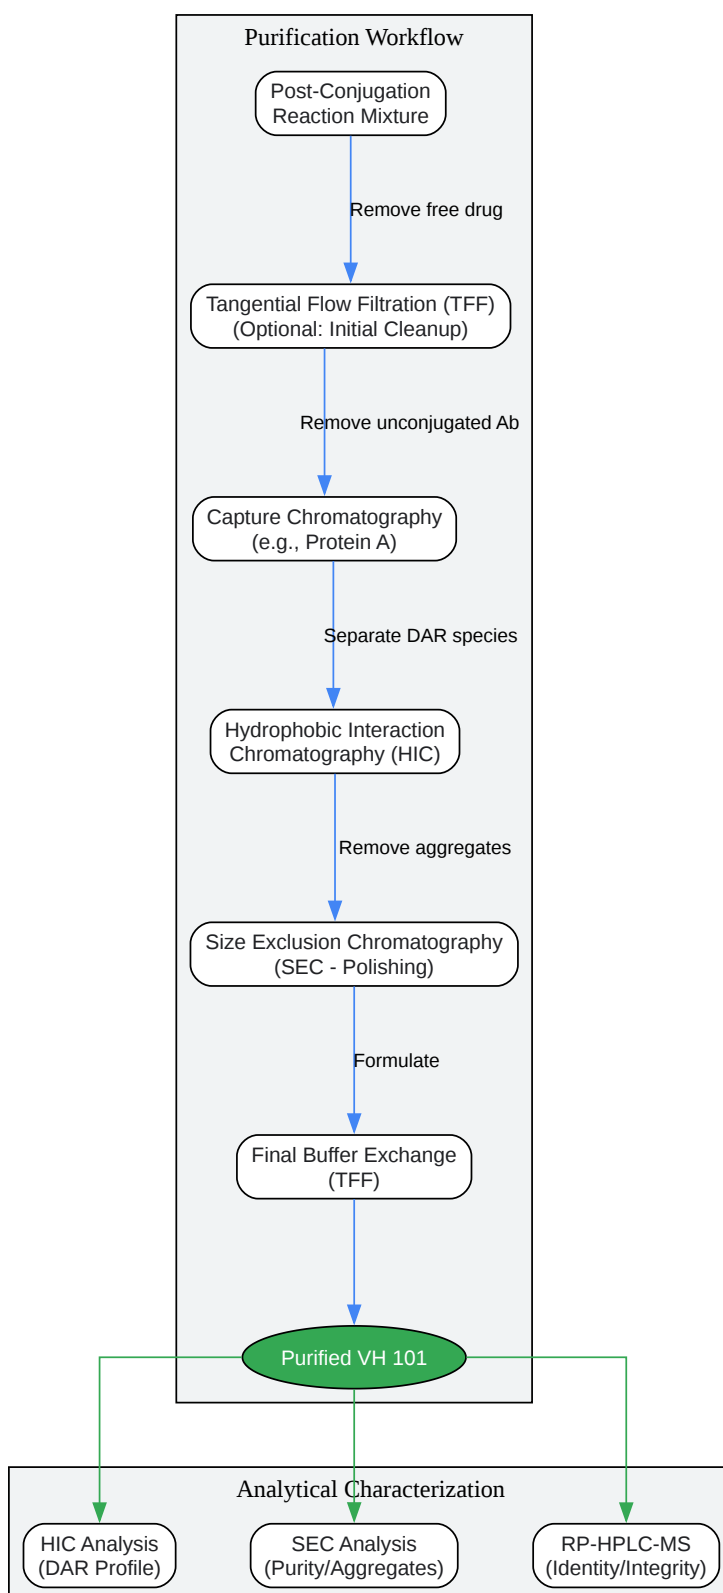 Purification Workflow
Post-Conjugation
Reaction Mixture
Remove free drug
Tangential Flow Filtration (TFF)
(Optional: Initial Cleanup)
Remove unconjugated Ab
Capture Chromatography
(e.g., Protein A)
Separate DAR species
Hydrophobic Interaction
Chromatography (HIC)
Remove aggregates
Size Exclusion Chromatography
(SEC - Polishing)
Formulate
Final Buffer Exchange
(TFF)
Purified VH 101
Analytical Characterization
HIC Analysis
(DAR Profile)
SEC Analysis
(Purity/Aggregates)
RP-HPLC-MS
(Identity/Integrity)